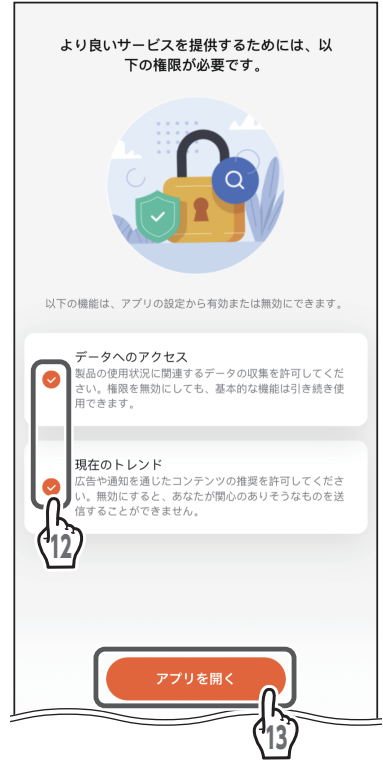 より良いサービスを提供するためには、以
下の権限が必要です。
以下の機能は、アプリの設定から有効または無効にできます。
データへのアクセス
製品の使用状況に関連するデータの収集を許可してくだ
さい。権限を無効にしても、基本的な機能は引き続き使
用できます。
現在のトレンド
広告や通知を通じたコンテンツの推奨を許可してくださ
い。無効にすると、あなたが関心のありそうなものを送
信することができません。
12
アプリを開く
13